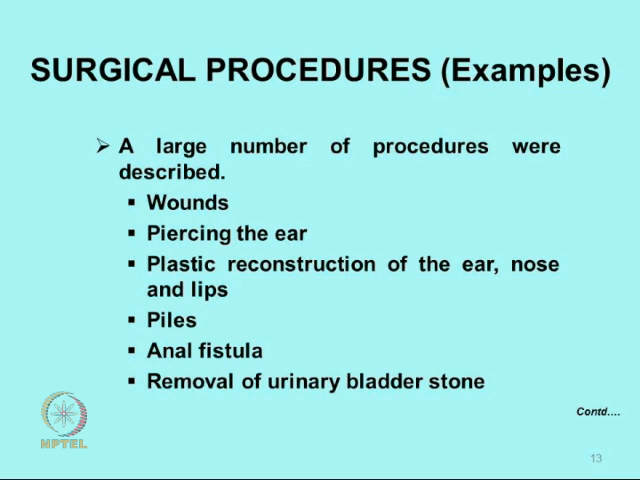 SURGICAL PROCEDURES (Examples)
➢ A large number of procedures were
described.
▪ Wounds
▪ Piercing the ear
▪ Plastic reconstruction of the ear, nose
and lips
▪ Piles
▪ Anal fistula
▪ Removal of urinary bladder stone
Contd....
NPTEL
13